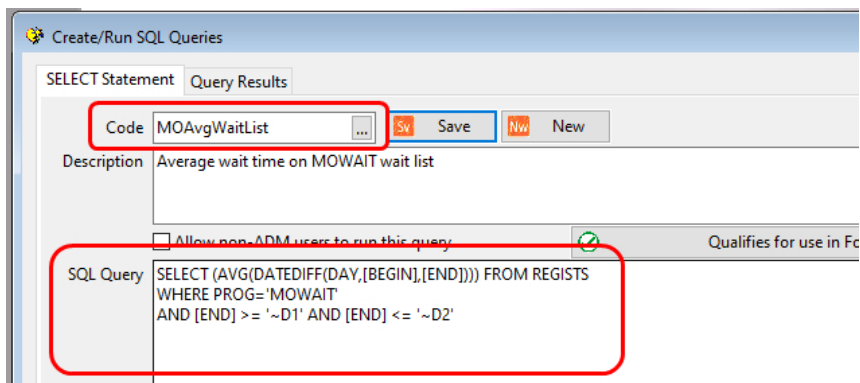 Create/Run SQL Queries
SELECT Statement Query Results
Code MOAvgWaitList ... Sv Save Nw New
Description Average wait time on MOWAIT wait list
Allow non-ADM users to run this query Qualifies for use in Fo
SQL Query SELECT (AVG(DATEDIFF(DAY,[BEGIN],[END]))) FROM REGISTS
WHERE PROG='MOWAIT'
AND [END] >= '~D1' AND [END] <= '~D2'